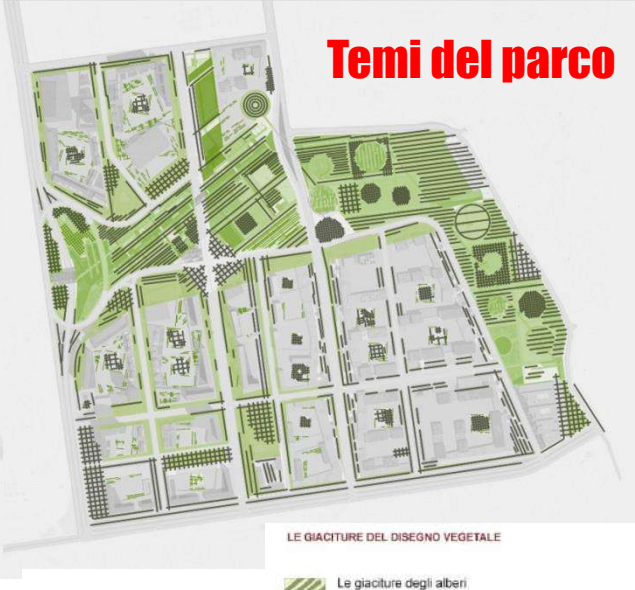 Temi del parco
LE GIACITURE DEL DISEGNO VEGETALE
Le giaciture degli alberi